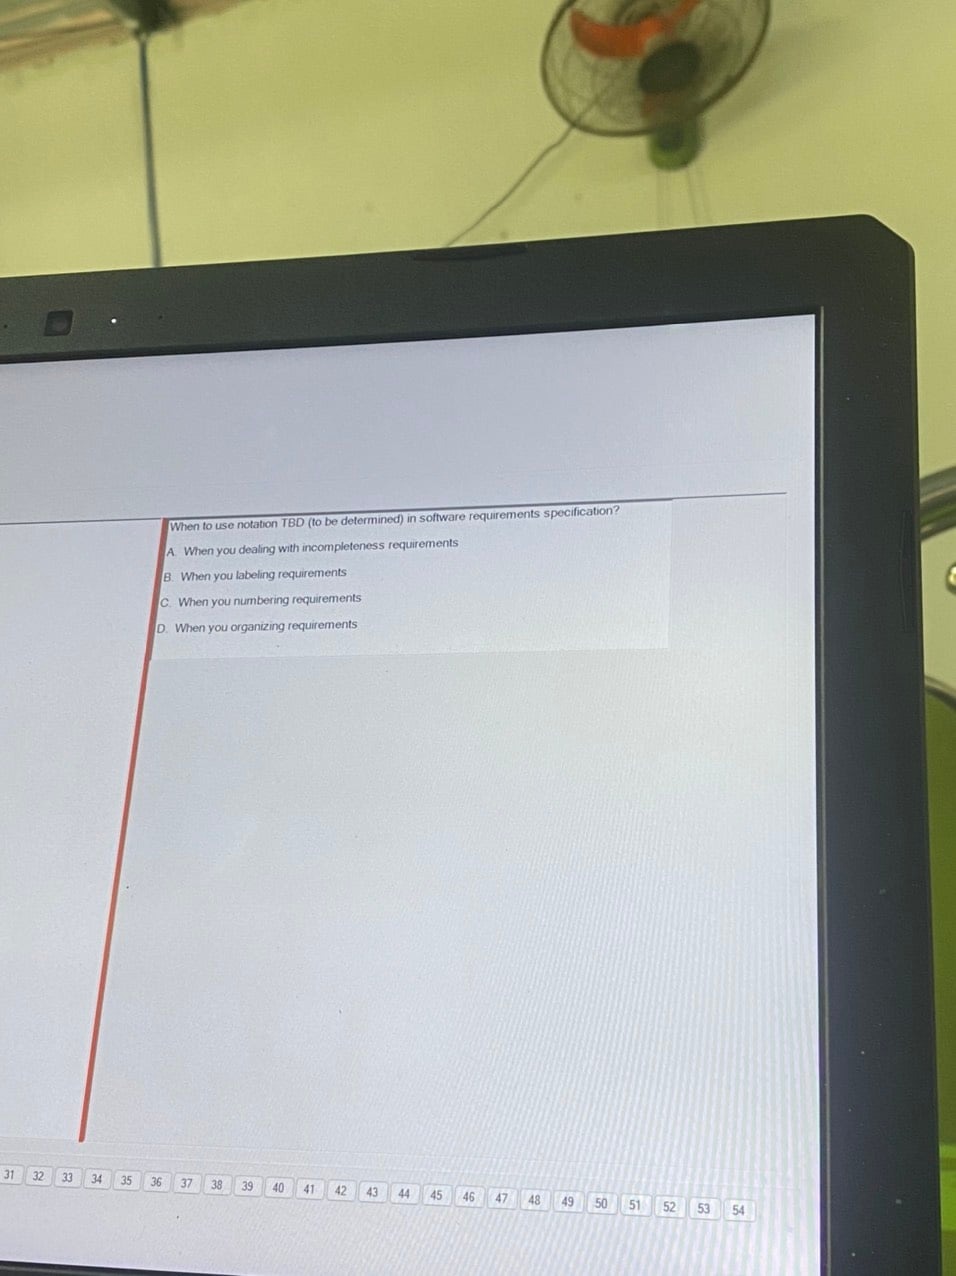 When to use notation TBD (to be determined) in software requirements specification?
A. When you dealing with incompleteness requirements
B. When you labeling requirements
C. When you numbering requirements
D. When you organizing requirements
31 32 33 34 35 36 37 38 39 40 41 42 43 44 45 46 47 48 49 50 51 52 53 54